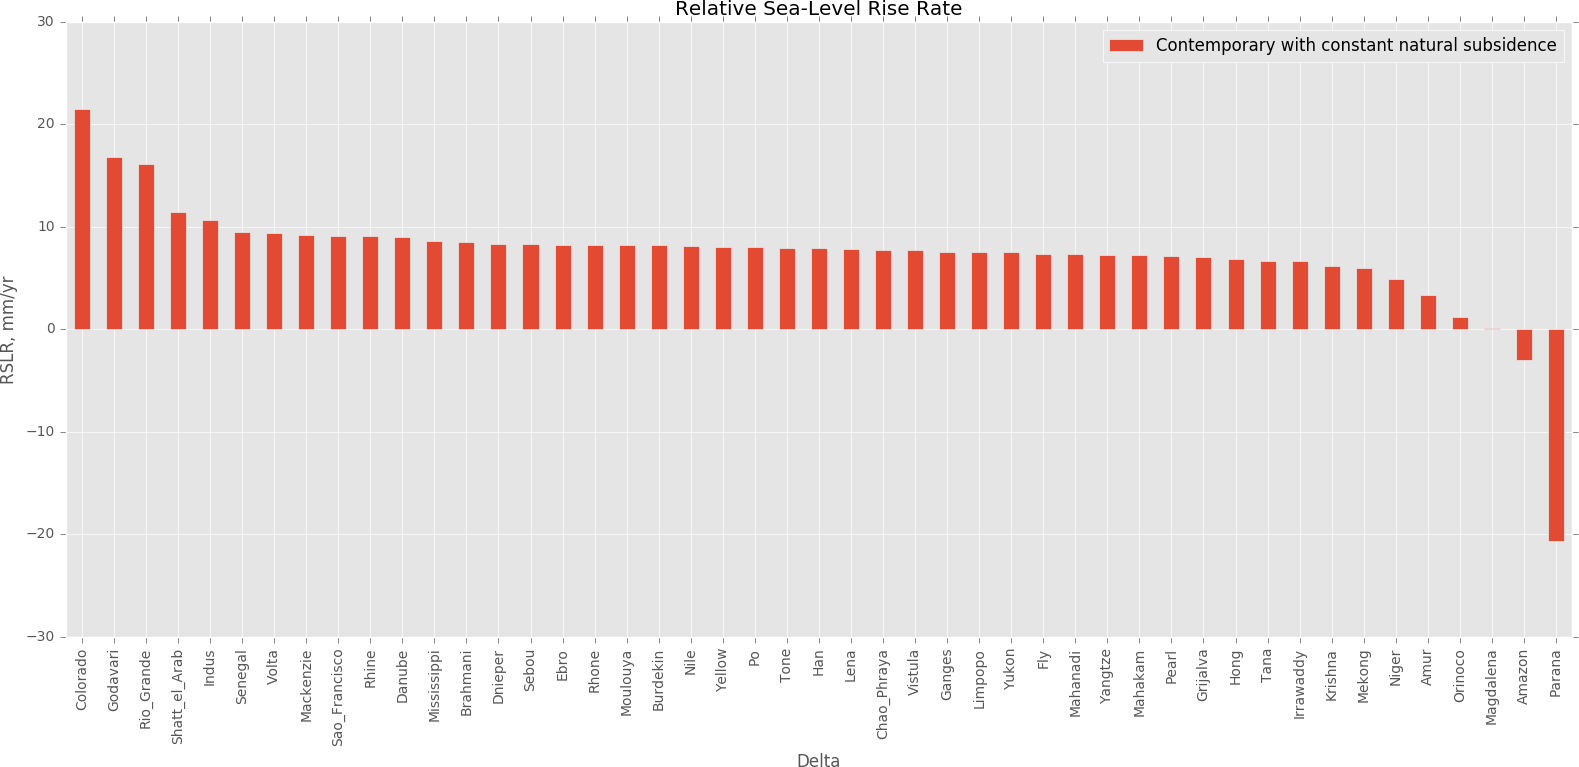 Relative Sea-Level Rise Rate
Contemporary with constant natural subsidence
RSLR, mm/yr
30
20
10
0
−10
−20
−30
Colorado
Godavari
Rio_Grande
Shatt_el_Arab
Indus
Senegal
Volta
Mackenzie
Sao_Francisco
Rhine
Danube
Mississippi
Brahmani
Dnieper
Sebou
Ebro
Rhone
Moulouya
Burdekin
Nile
Yellow
Po
Tone
Han
Lena
Chao_Phraya
Vistula
Ganges
Limpopo
Yukon
Fly
Mahanadi
Yangtze
Mahakam
Pearl
Grijalva
Hong
Tana
Irrawaddy
Krishna
Mekong
Niger
Amur
Orinoco
Magdalena
Amazon
Parana
Delta